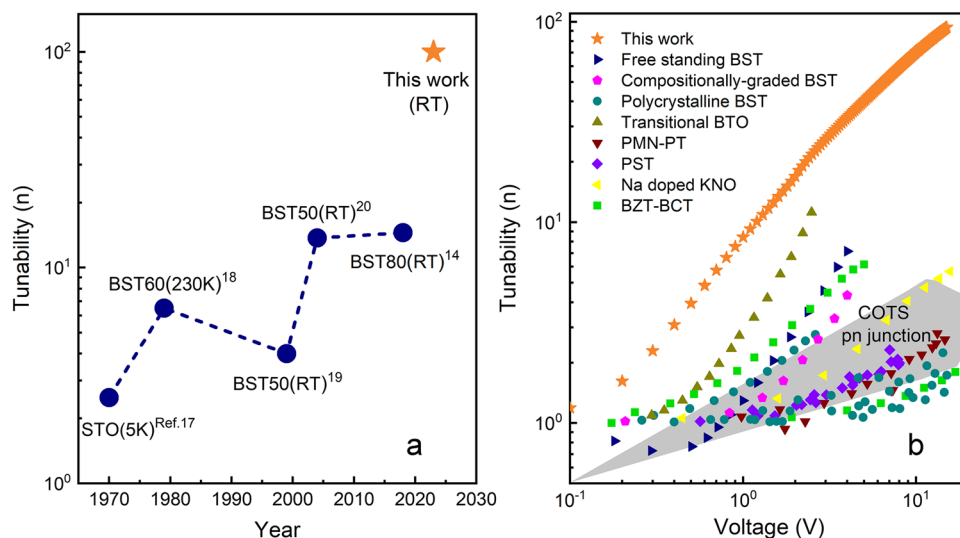 Tunability (n)
10²
10¹
10⁰
This work
(RT)
BST50(RT)²⁰
BST80(RT)¹⁴
BST60(230K)¹⁸
BST50(RT)¹⁹
STO(5K)Ref.17
a
1970 1980 1990 2000 2010 2020 2030
Year
Tunability (n)
10²
10¹
10⁰
This work
Free standing BST
Compositionally-graded BST
Polycrystalline BST
Transitional BTO
PMN-PT
PST
Na doped KNO
BZT-BCT
COTS
pn junction
b
10⁻¹ 10⁰ 10¹
Voltage (V)